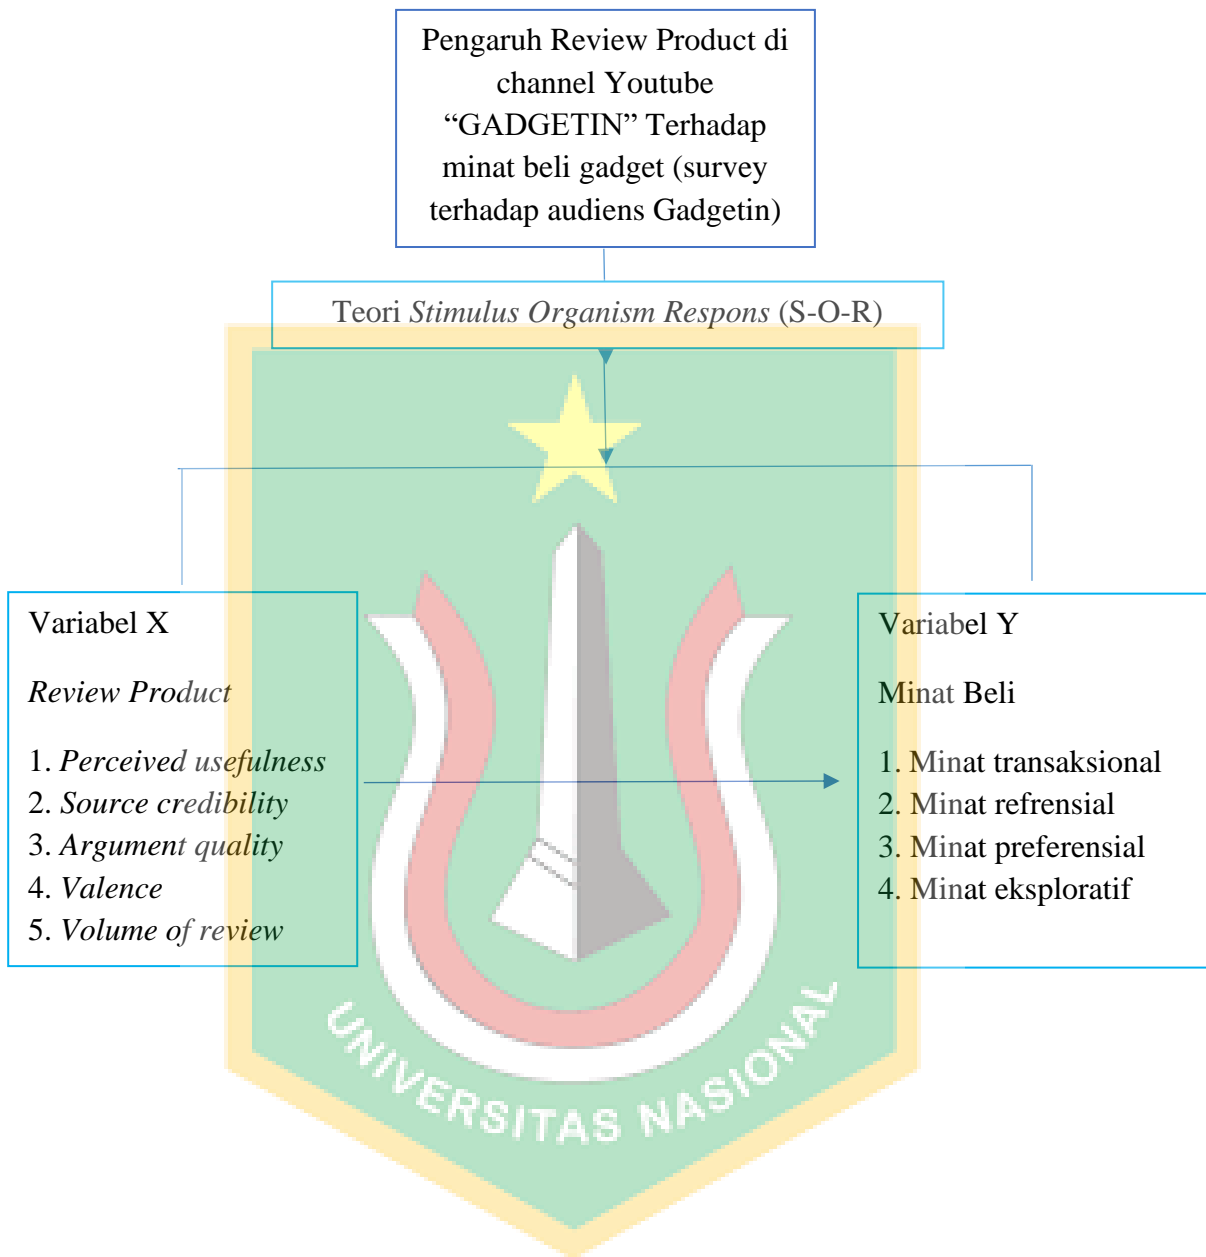 Pengaruh Review Product di
channel Youtube
“GADGETIN” Terhadap
minat beli gadget (survey
terhadap audiens Gadgetin)
Teori Stimulus Organism Respons (S-O-R)
Variabel X
Review Product
1. Perceived usefulness
2. Source credibility
3. Argument quality
4. Valence
5. Volume of review
Variabel Y
Minat Beli
1. Minat transaksional
2. Minat refrensial
3. Minat preferensial
4. Minat eksploratif
UNIVERSITAS NASIONAL